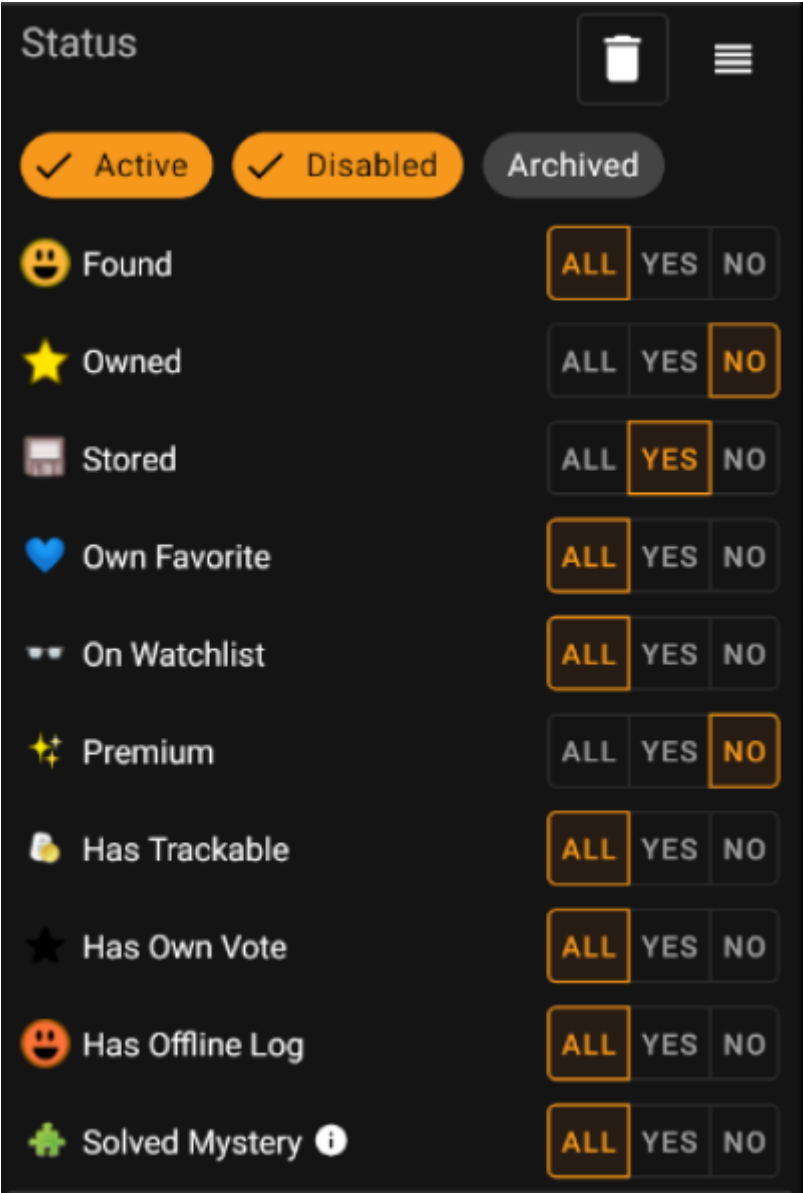 Status
Active Disabled Archived
Found ALL YES NO
Owned ALL YES NO
Stored ALL YES NO
Own Favorite ALL YES NO
On Watchlist ALL YES NO
Premium ALL YES NO
Has Trackable ALL YES NO
Has Own Vote ALL YES NO
Has Offline Log ALL YES NO
Solved Mystery ALL YES NO